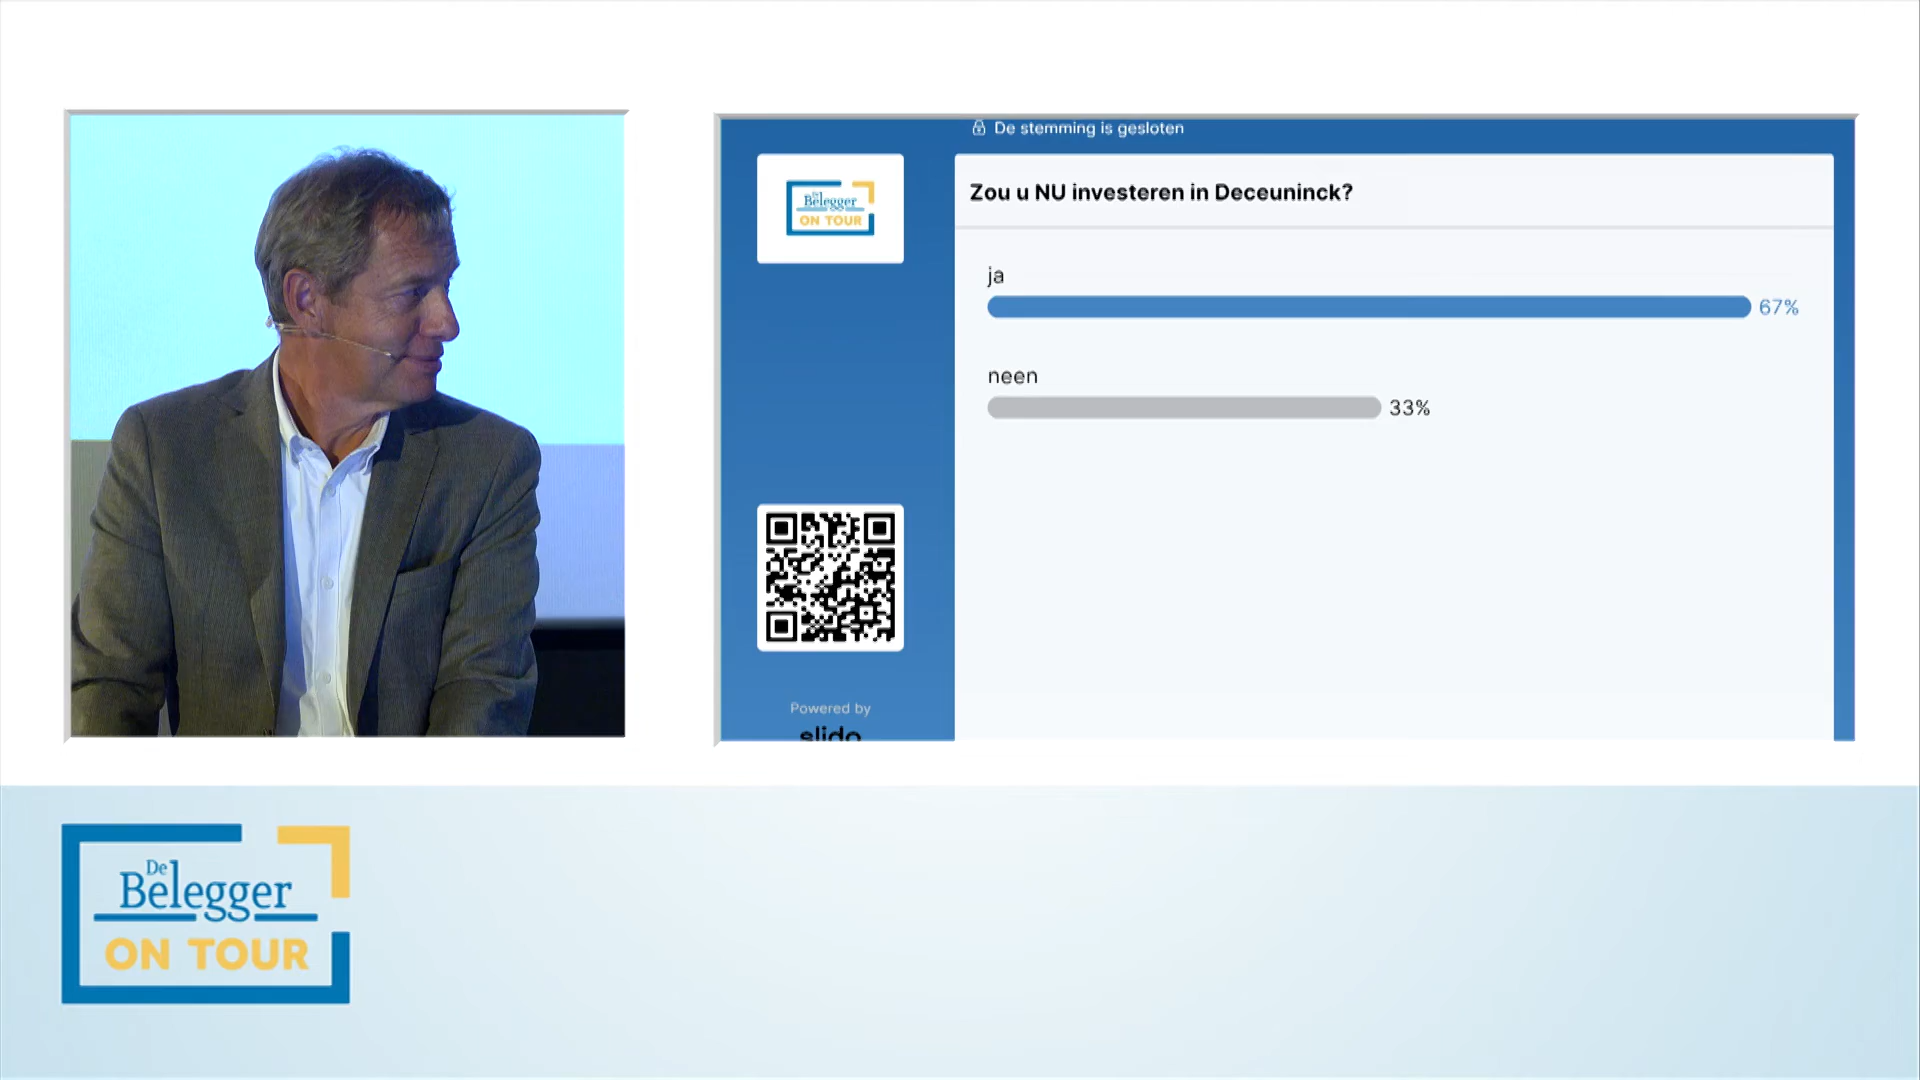 De stemming is gesloten
De
Belegger
ON TOUR
Zou u NU investeren in Deceuninck?
ja
67%
neen
33%
Powered by
slido
De
Belegger
ON TOUR